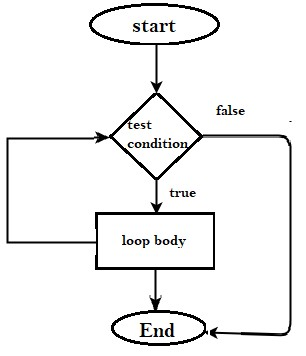 start
false
test
condition
true
loop body
End